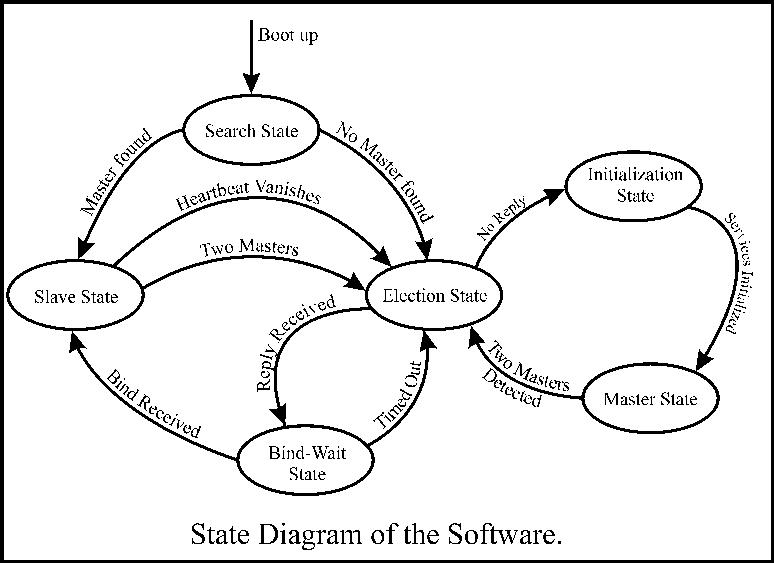 Boot up
Search State
Master found
No Master found
Heartbeat Vanishes
Two Masters
Slave State
Election State
No Reply
Initialization
State
Services Initialized
Reply Received
Timed Out
Two Masters
Detected
Master State
Bind Received
Bind-Wait
State
State Diagram of the Software.